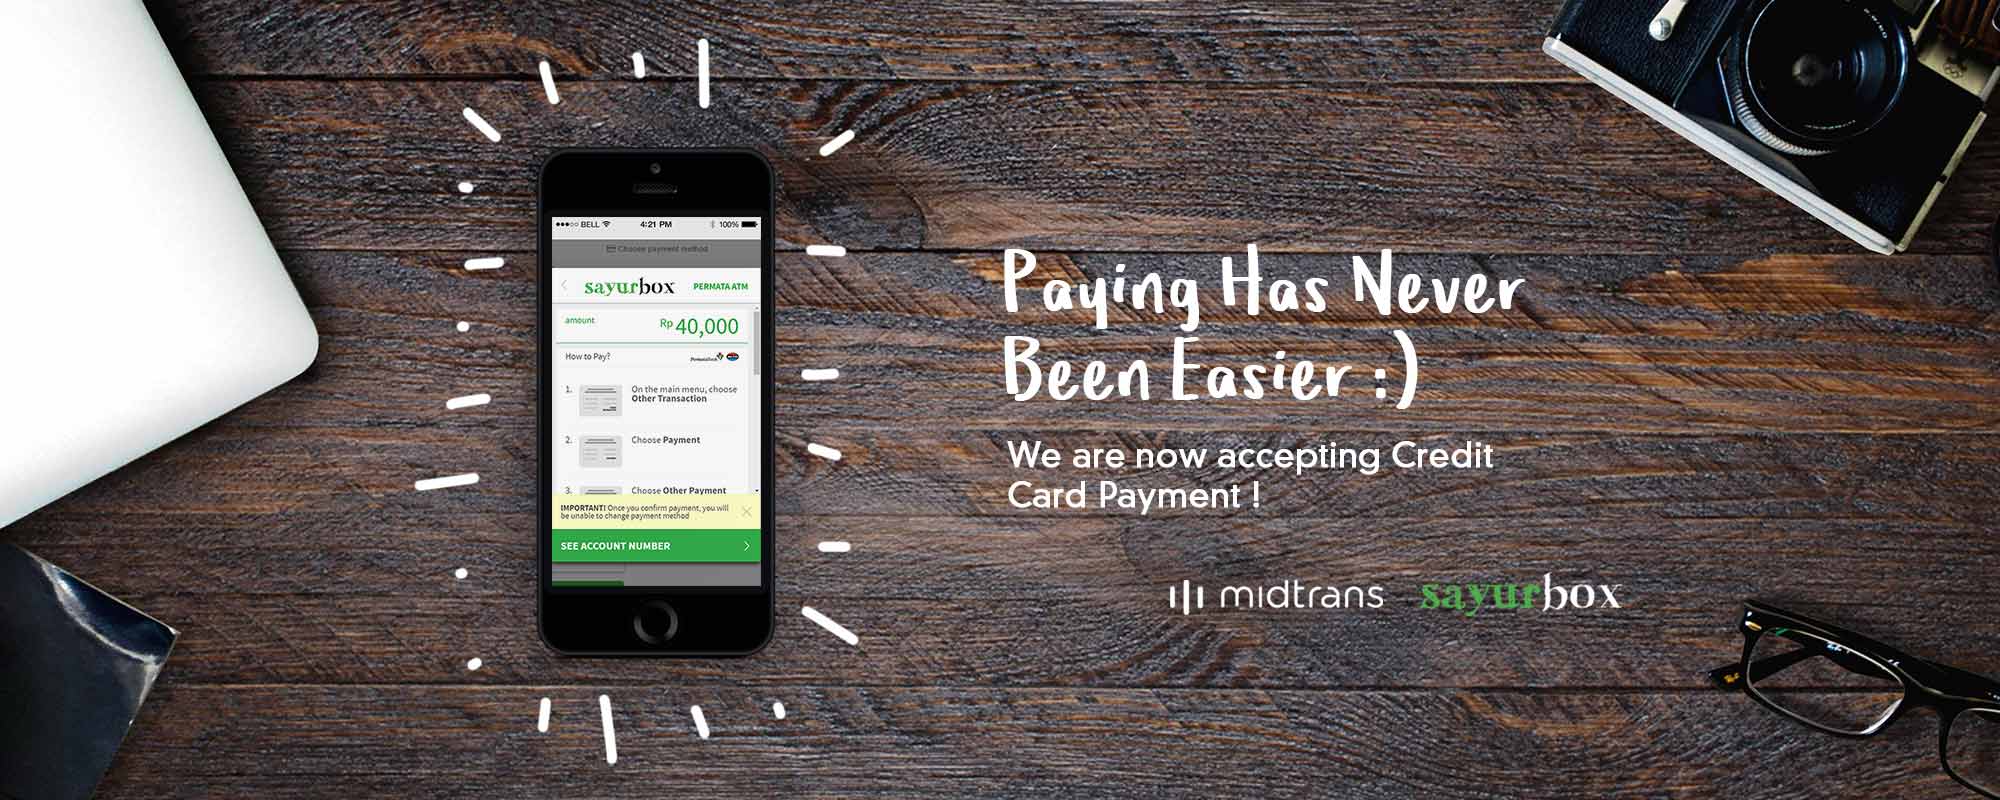 BELL 4:21 PM 100%
Choose payment method
sayurbox PERMATA ATM
amount Rp 40,000
How to Pay? PermataBank
1. On the main menu, choose
Other Transaction
2. Choose Payment
3. Choose Other Payment
IMPORTANT! Once you confirm payment, you will
be unable to change payment method
SEE ACCOUNT NUMBER
Paying Has Never
Been Easier :)
We are now accepting Credit
Card Payment !
midtrans sayurbox